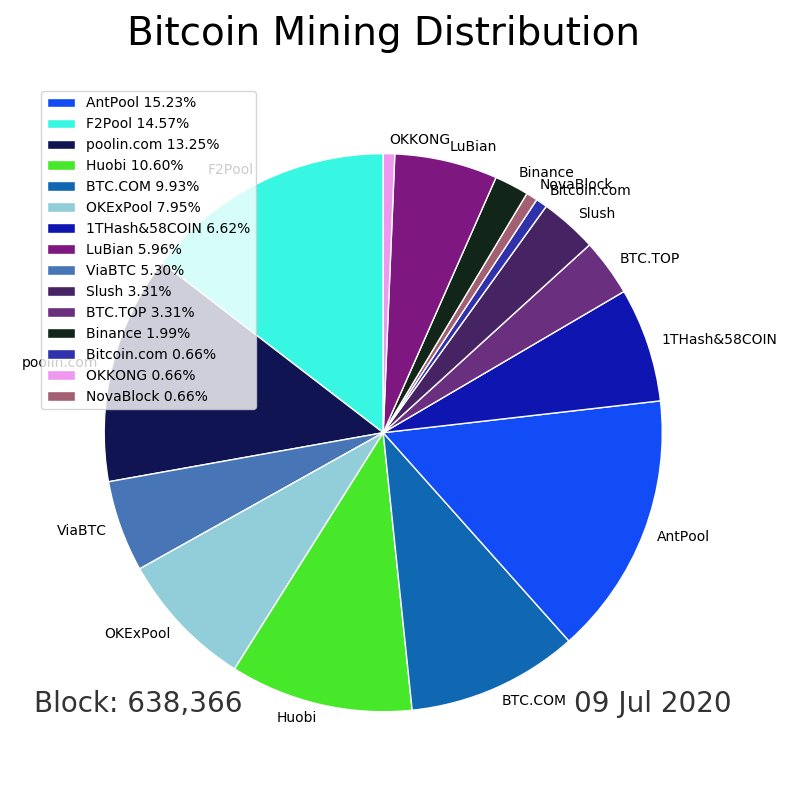 Bitcoin Mining Distribution
AntPool 15.23%
F2Pool 14.57%
poolin.com 13.25%
Huobi 10.60%
BTC.COM 9.93%
OKExPool 7.95%
1THash&58COIN 6.62%
LuBian 5.96%
ViaBTC 5.30%
Slush 3.31%
BTC.TOP 3.31%
Binance 1.99%
Bitcoin.com 0.66%
OKKONG 0.66%
NovaBlock 0.66%
OKKONG
LuBian
Binance
NovaBlock
Bitcoin.com
Slush
BTC.TOP
1THash&58COIN
AntPool
BTC.COM
Huobi
OKExPool
ViaBTC
poolin.com
F2Pool
Block: 638,366
09 Jul 2020